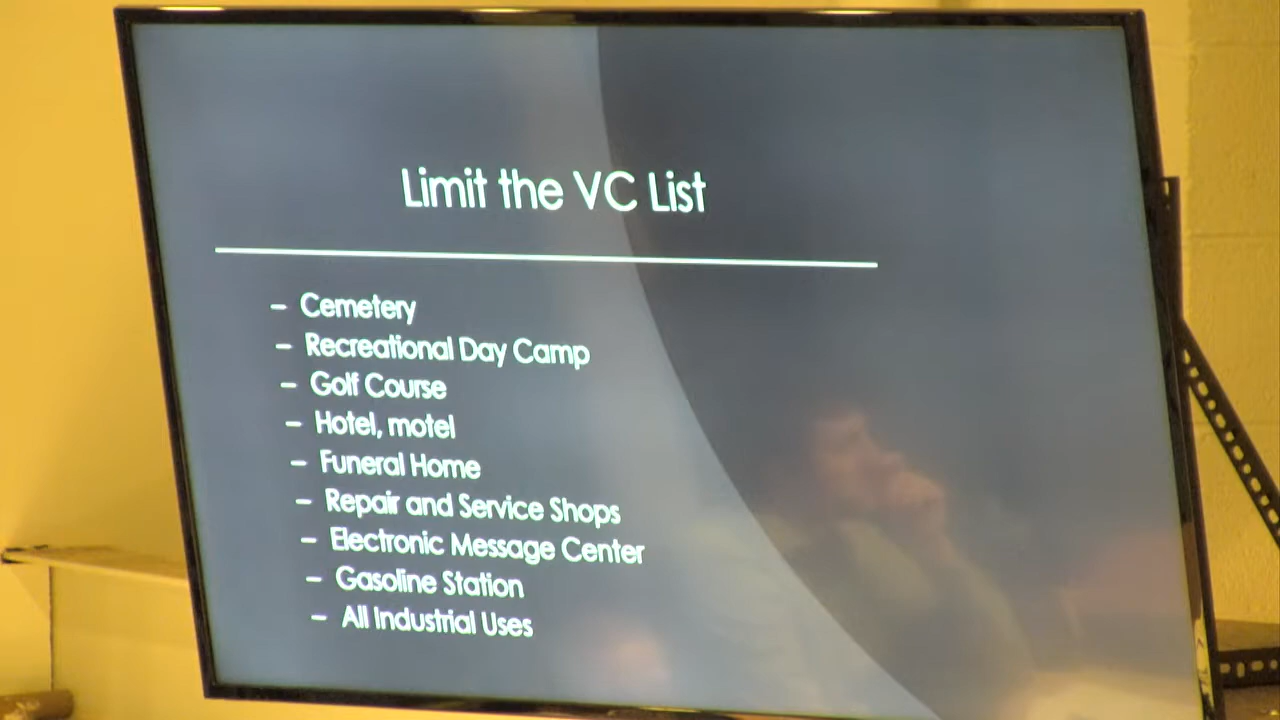 Limit the VC List
– Cemetery
– Recreational Day Camp
– Golf Course
– Hotel, motel
– Funeral Home
– Repair and Service Shops
– Electronic Message Center
– Gasoline Station
– All Industrial Uses